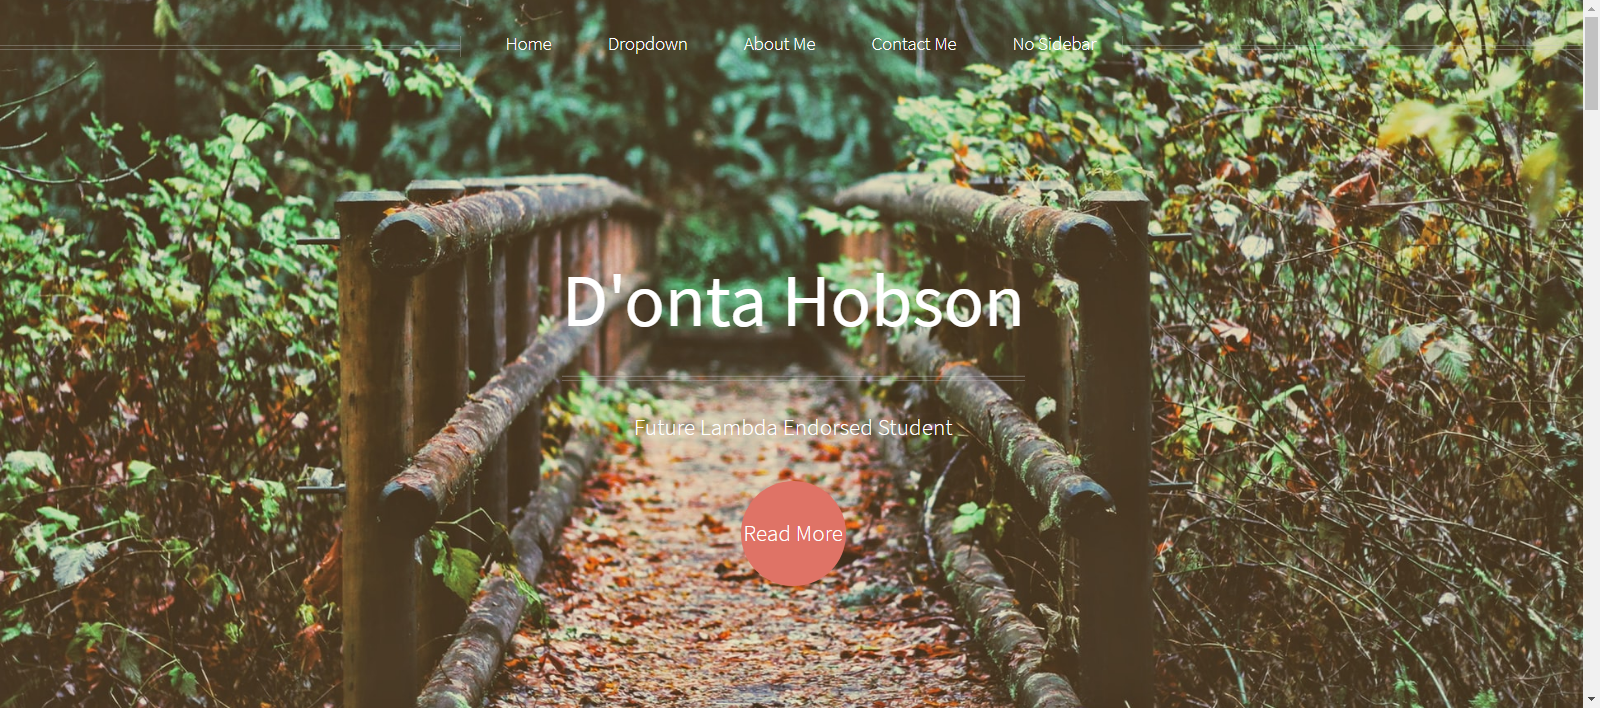 Home Dropdown About Me Contact Me No Sidebar
D'onta Hobson
Future Lambda Endorsed Student
Read More